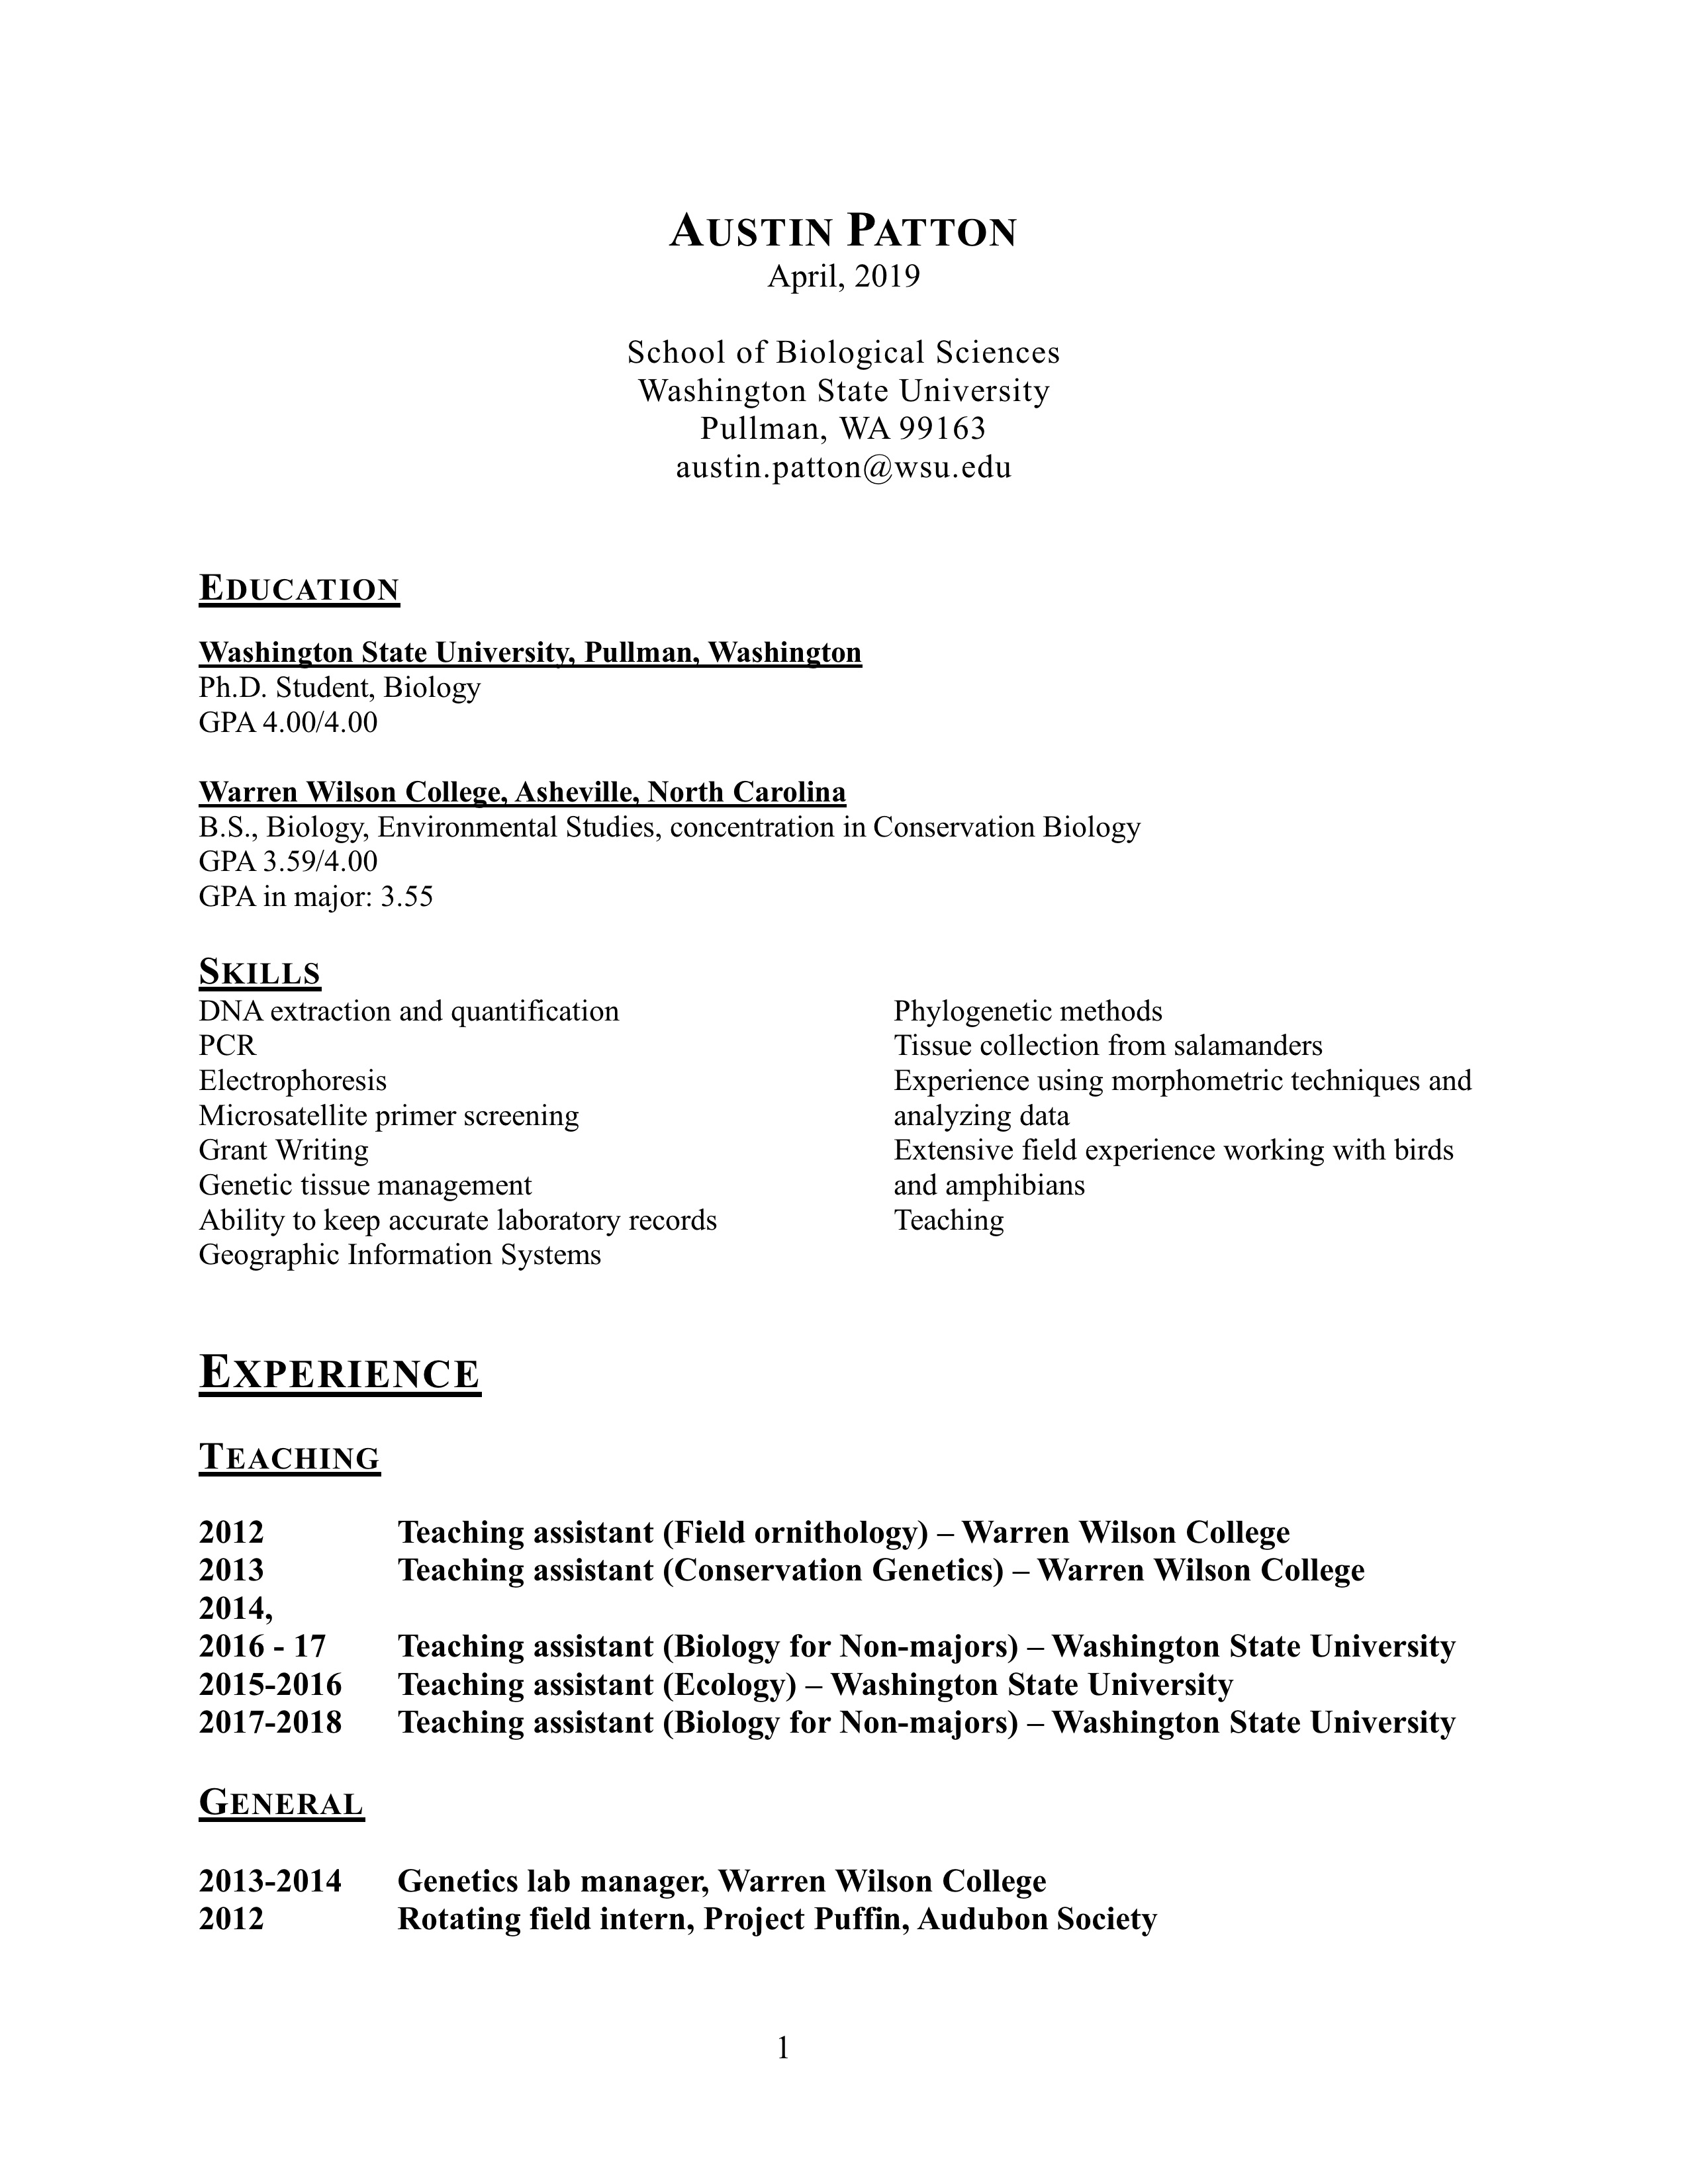 AUSTIN PATTON
April, 2019
School of Biological Sciences
Washington State University
Pullman, WA 99163
austin.patton@wsu.edu
EDUCATION
Washington State University, Pullman, Washington
Ph.D. Student, Biology
GPA 4.00/4.00
Warren Wilson College, Asheville, North Carolina
B.S., Biology, Environmental Studies, concentration in Conservation Biology
GPA 3.59/4.00
GPA in major: 3.55
SKILLS
DNA extraction and quantification
PCR
Electrophoresis
Microsatellite primer screening
Grant Writing
Genetic tissue management
Ability to keep accurate laboratory records
Geographic Information Systems
Phylogenetic methods
Tissue collection from salamanders
Experience using morphometric techniques and
analyzing data
Extensive field experience working with birds
and amphibians
Teaching
EXPERIENCE
TEACHING
2012 Teaching assistant (Field ornithology) – Warren Wilson College
2013 Teaching assistant (Conservation Genetics) – Warren Wilson College
2014,
2016 - 17 Teaching assistant (Biology for Non-majors) – Washington State University
2015-2016 Teaching assistant (Ecology) – Washington State University
2017-2018 Teaching assistant (Biology for Non-majors) – Washington State University
GENERAL
2013-2014 Genetics lab manager, Warren Wilson College
2012 Rotating field intern, Project Puffin, Audubon Society
1